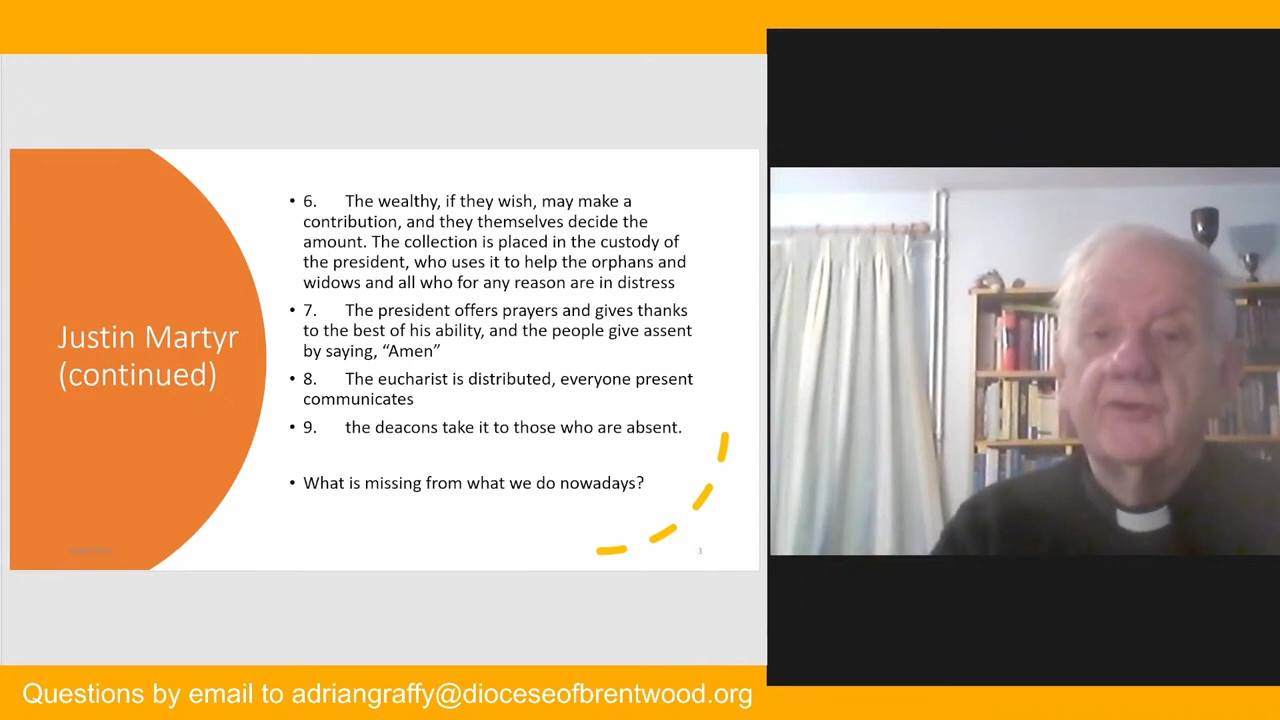 Justin Martyr
(continued)
• 6. The wealthy, if they wish, may make a
contribution, and they themselves decide the
amount. The collection is placed in the custody of
the president, who uses it to help the orphans and
widows and all who for any reason are in distress
• 7. The president offers prayers and gives thanks
to the best of his ability, and the people give assent
by saying, “Amen”
• 8. The eucharist is distributed, everyone present
communicates
• 9. the deacons take it to those who are absent.
• What is missing from what we do nowadays?
3
Questions by email to adriangraffy@dioceseofbrentwood.org